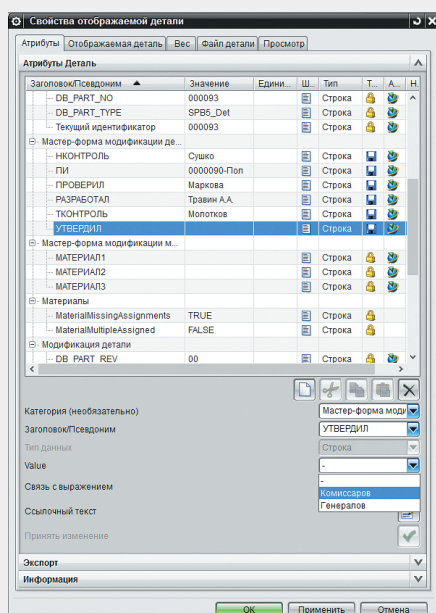 Свойства отображаемой детали
Атрибуты Отображаемая деталь Вес Файл детали Просмотр
Атрибуты Деталь
Заголовок/Псевдоним Значение Едини... Ш.. Тип Т... А... Н.
DB_PART_NO 000093 Строка
DB_PART_TYPE SPB5_Det Строка
Текущий идентификатор 000093 Строка
Мастер-форма модификации де...
НКОНТРОЛЬ Сушко Строка
ПИ 0000090-Пол Строка
ПРОВЕРИЛ Маркова Строка
РАЗРАБОТАЛ Травин А.А. Строка
ТКОНТРОЛЬ Молотков Строка
УТВЕРДИЛ Строка
Мастер-форма модификации м...
МАТЕРИАЛ1 Строка
МАТЕРИАЛ2 Строка
МАТЕРИАЛ3 Строка
Материалы
MaterialMissingAssignments TRUE Строка
MaterialMultipleAssigned FALSE Строка
Модификация детали
DB_PART_REV 00 Строка
Категория (необязательно) Мастер-форма моди
Заголовок/Псевдоним УТВЕРДИЛ
Тип данных Строка
Value -
-
Связь с выражением Комиссаров
Генералов
Ссылочный текст
Принять изменение
Экспорт
Информация
OK Применить Отмена